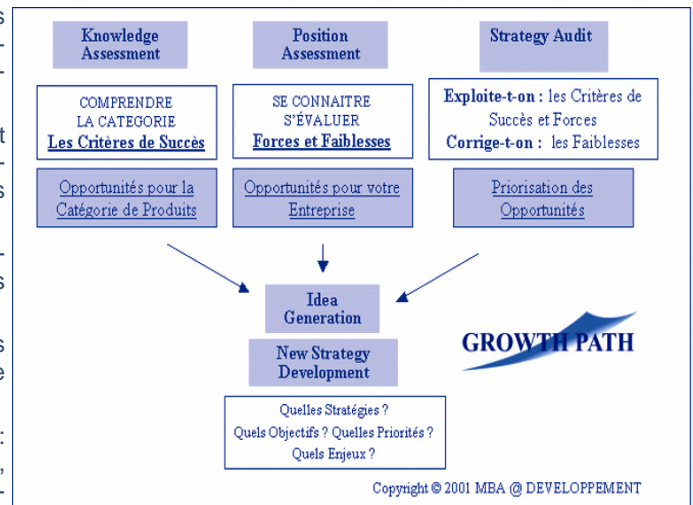 Knowledge
Assessment
COMPRENDRE
LA CATEGORIE
Les Critères de Succès
Opportunités pour la
Catégorie de Produits
Position
Assessment
SE CONNAITRE
S'ÉVALUER
Forces et Faiblesses
Opportunités pour votre
Entreprise
Strategy Audit
Exploite-t-on : les Critères de
Succès et Forces
Corrige-t-on : les Faiblesses
Priorisation des
Opportunités
Idea
Generation
New Strategy
Development
Quelles Stratégies ?
Quels Objectifs ? Quelles Priorités ?
Quels Enjeux ?
GROWTH PATH
Copyright © 2001 MBA @ DEVELOPPEMENT